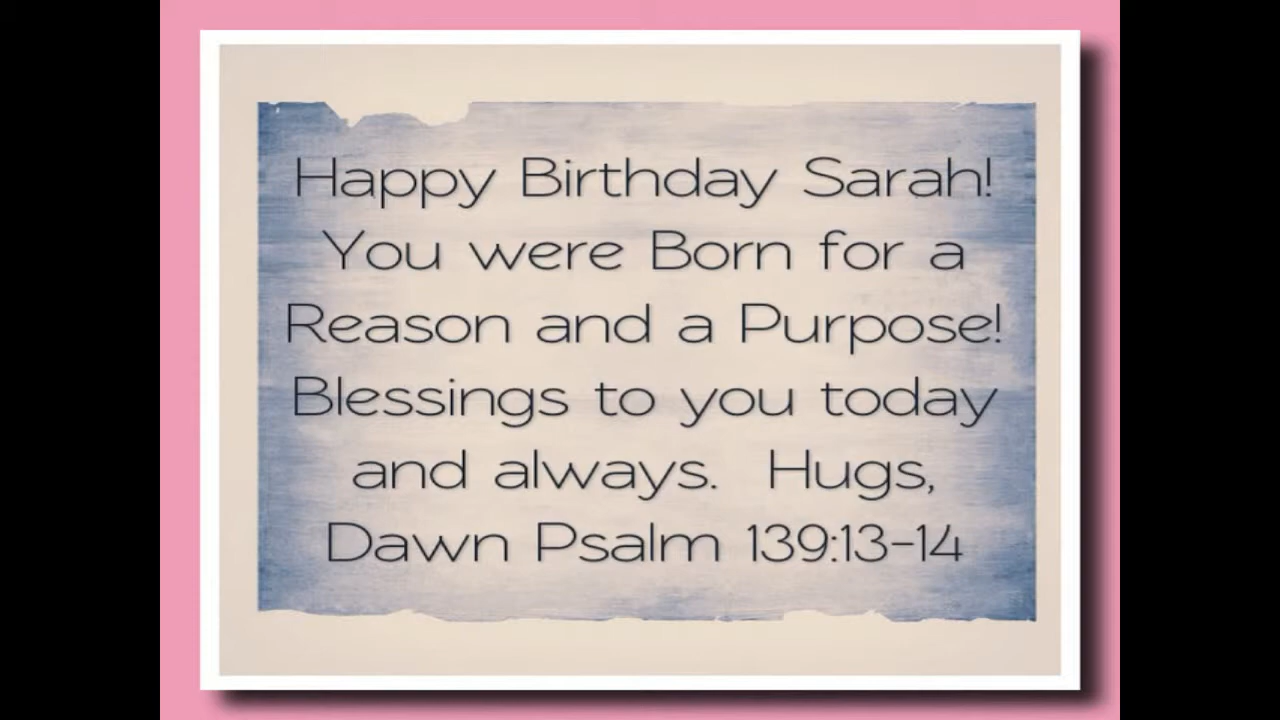 Happy Birthday Sarah!
You were Born for a
Reason and a Purpose!
Blessings to you today
and always.  Hugs,
Dawn Psalm 139:13-14